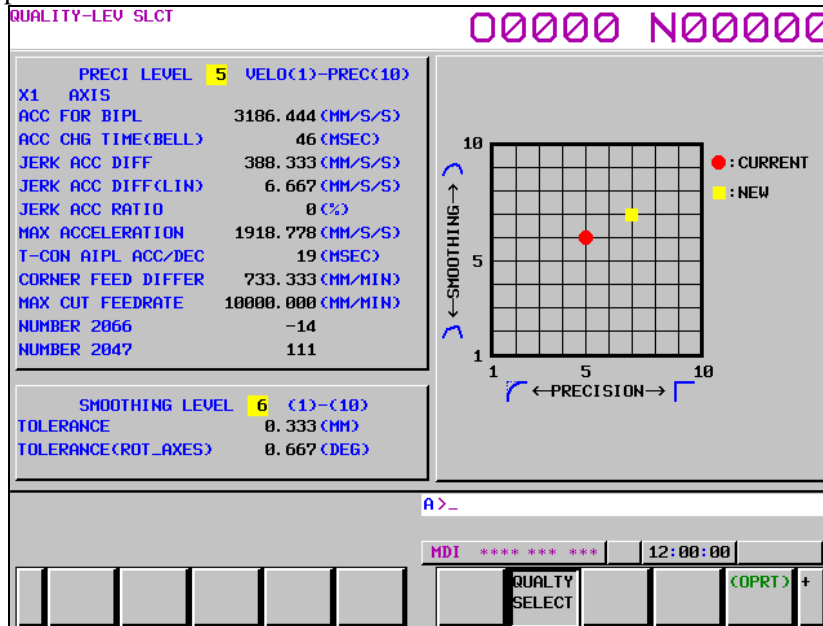 QUALITY-LEV SLCT
O0000 N00000
PRECI LEVEL 5 VELO(1)-PREC(10)
X1 AXIS
ACC FOR BIPL 3186.444(MM/S/S)
ACC CHG TIME(BELL) 46(MSEC)
JERK ACC DIFF 388.333(MM/S/S)
JERK ACC DIFF(LIN) 6.667(MM/S/S)
JERK ACC RATIO 0(%)
MAX ACCELERATION 1918.778(MM/S/S)
T-CON AIPL ACC/DEC 19(MSEC)
CORNER FEED DIFFER 733.333(MM/MIN)
MAX CUT FEEDRATE 10000.000(MM/MIN)
NUMBER 2066 -14
NUMBER 2047 111
SMOOTHING LEVEL 6 (1)-(10)
TOLERANCE 0.333(MM)
TOLERANCE(ROT_AXES) 0.667(DEG)
10
5
1
←SMOOTHING→
1 5 10
←PRECISION→
:CURRENT
:NEW
A>_
MDI **** *** *** 12:00:00
QUALTY
SELECT
(OPRT) +